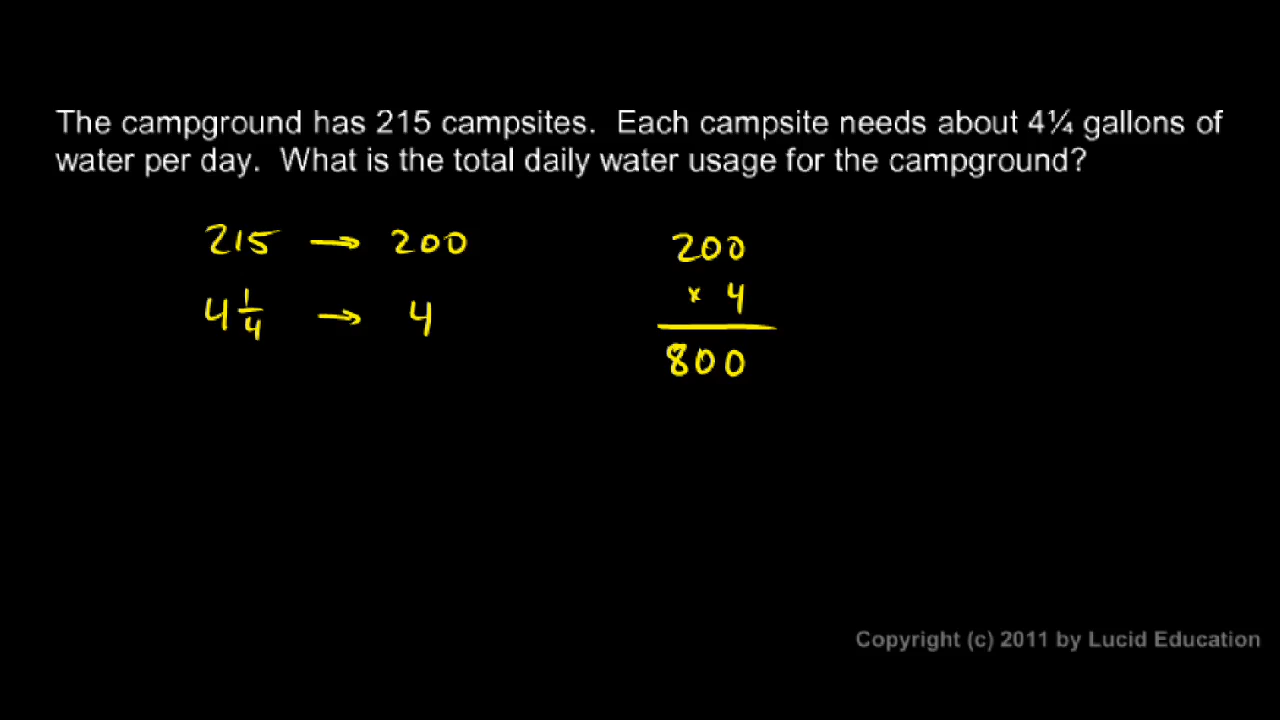 The campground has 215 campsites.  Each campsite needs about 4¼ gallons of
water per day.  What is the total daily water usage for the campground?
215 → 200
4 1/4 → 4
200
× 4
800
Copyright (c) 2011 by Lucid Education